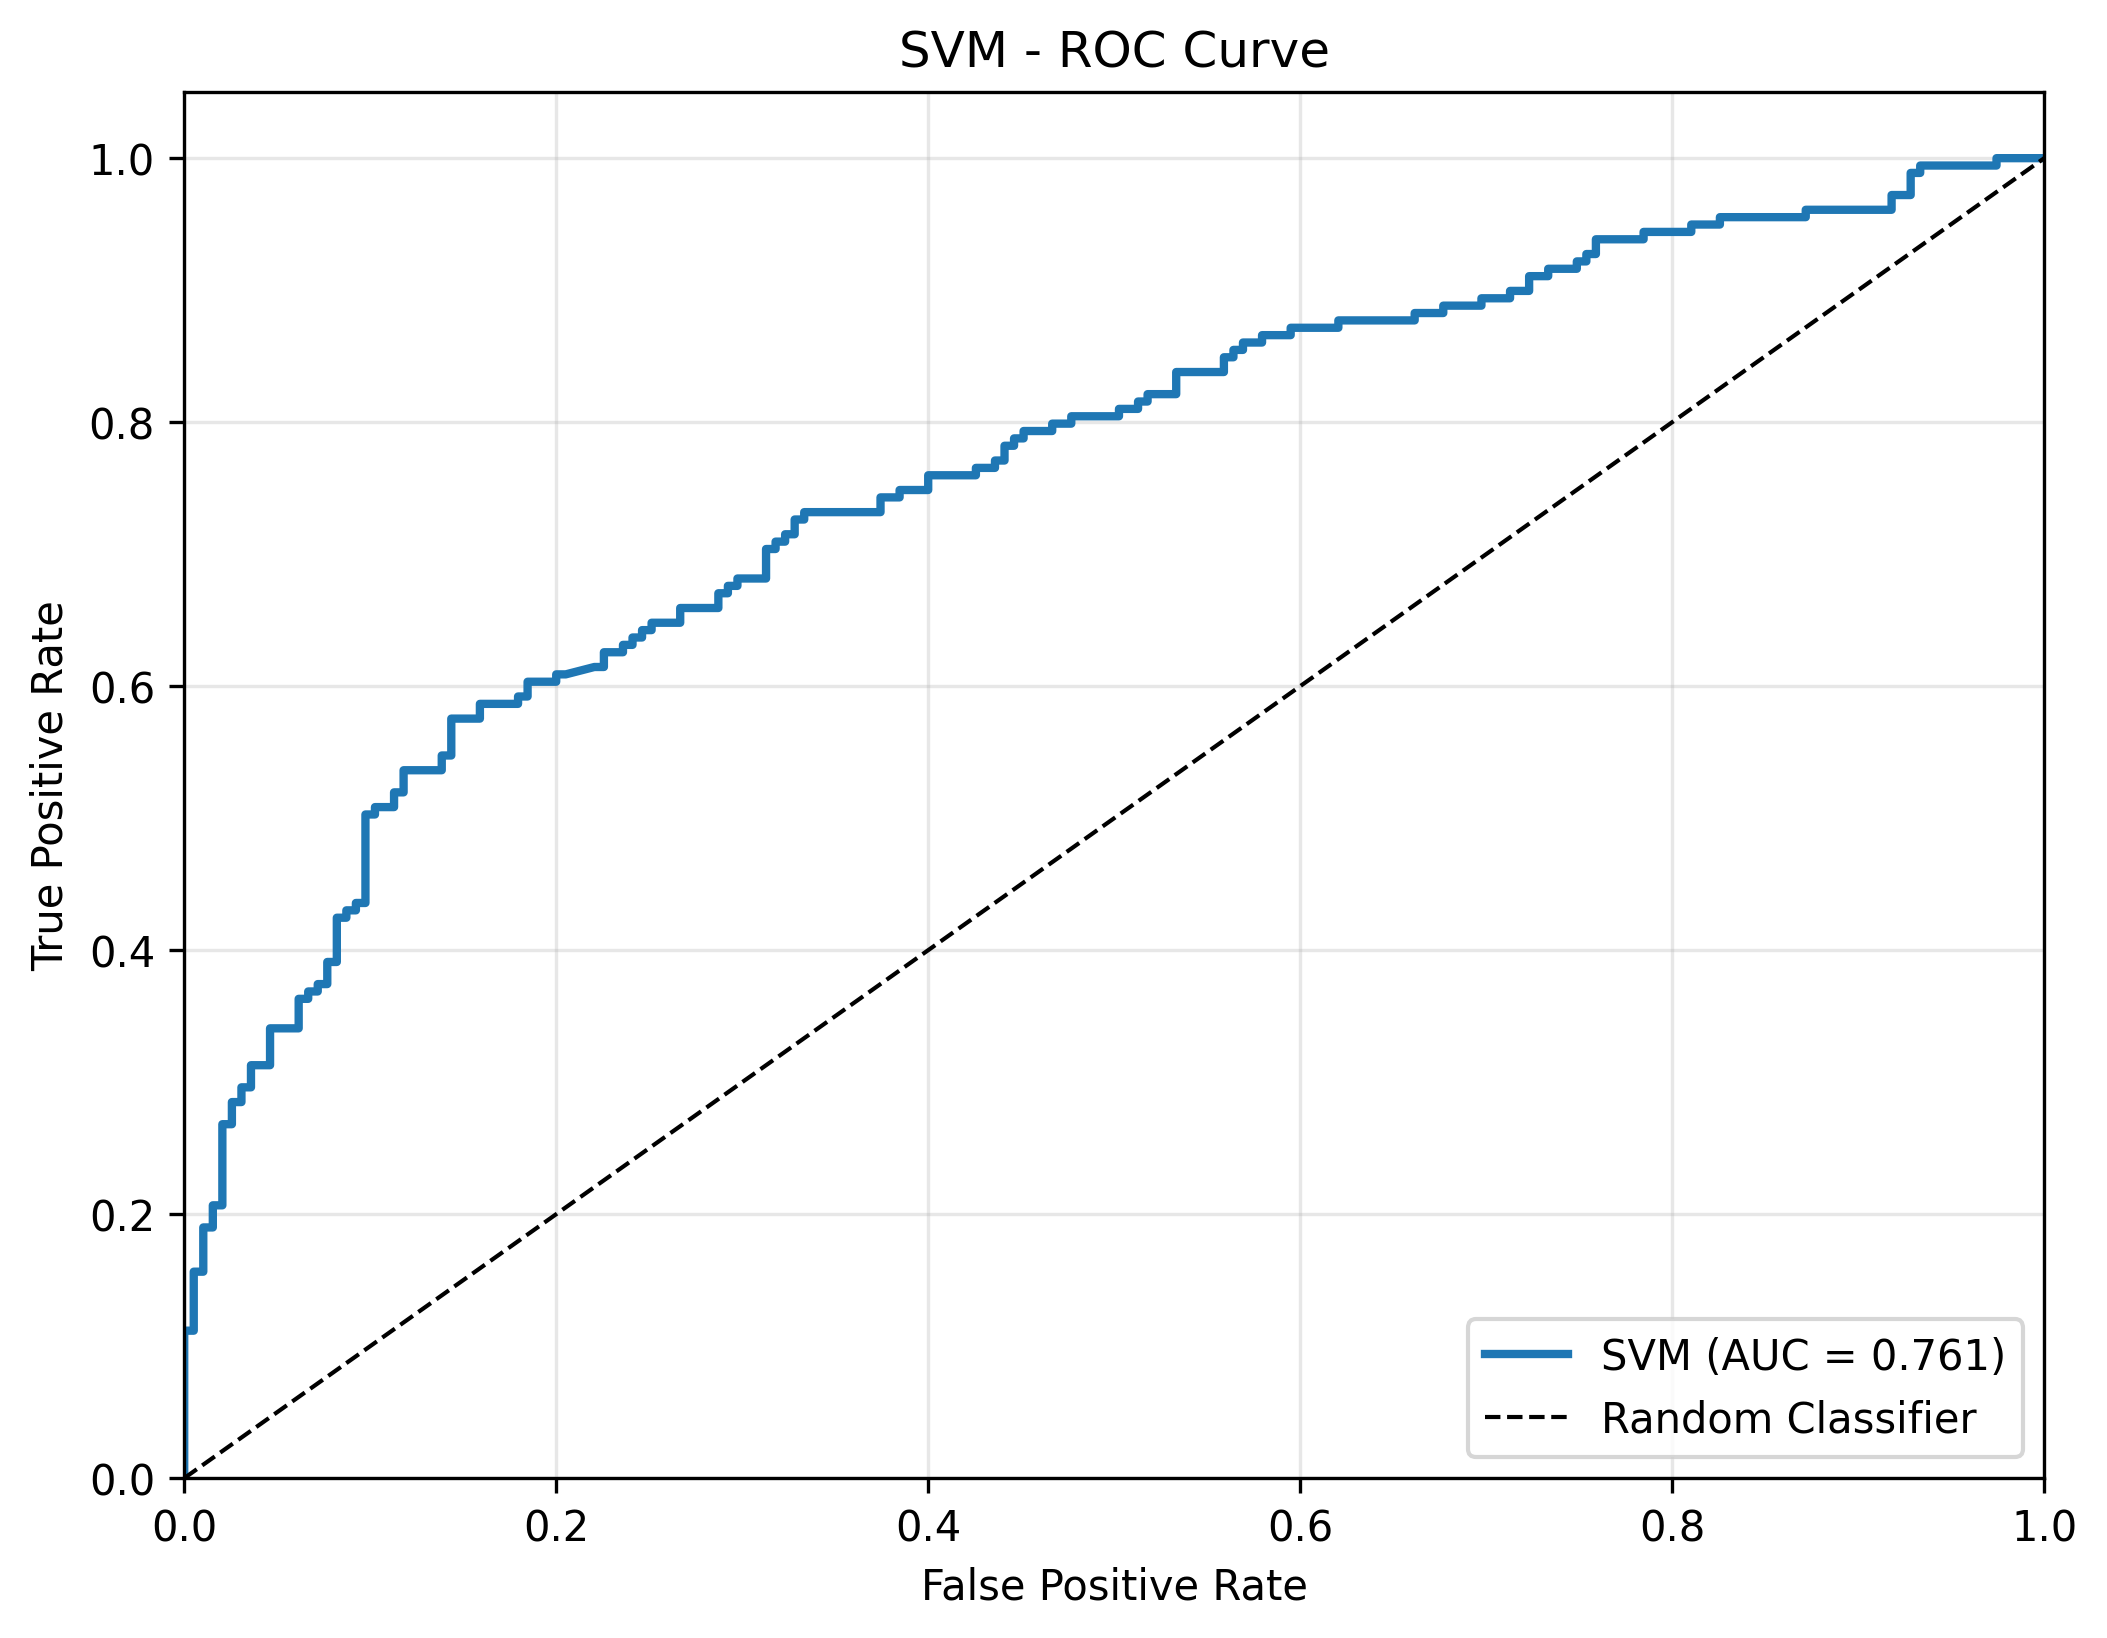 SVM - ROC Curve
True Positive Rate
1.0
0.8
0.6
0.4
0.2
0.0
0.0 0.2 0.4 0.6 0.8 1.0
False Positive Rate
SVM (AUC = 0.761)
Random Classifier